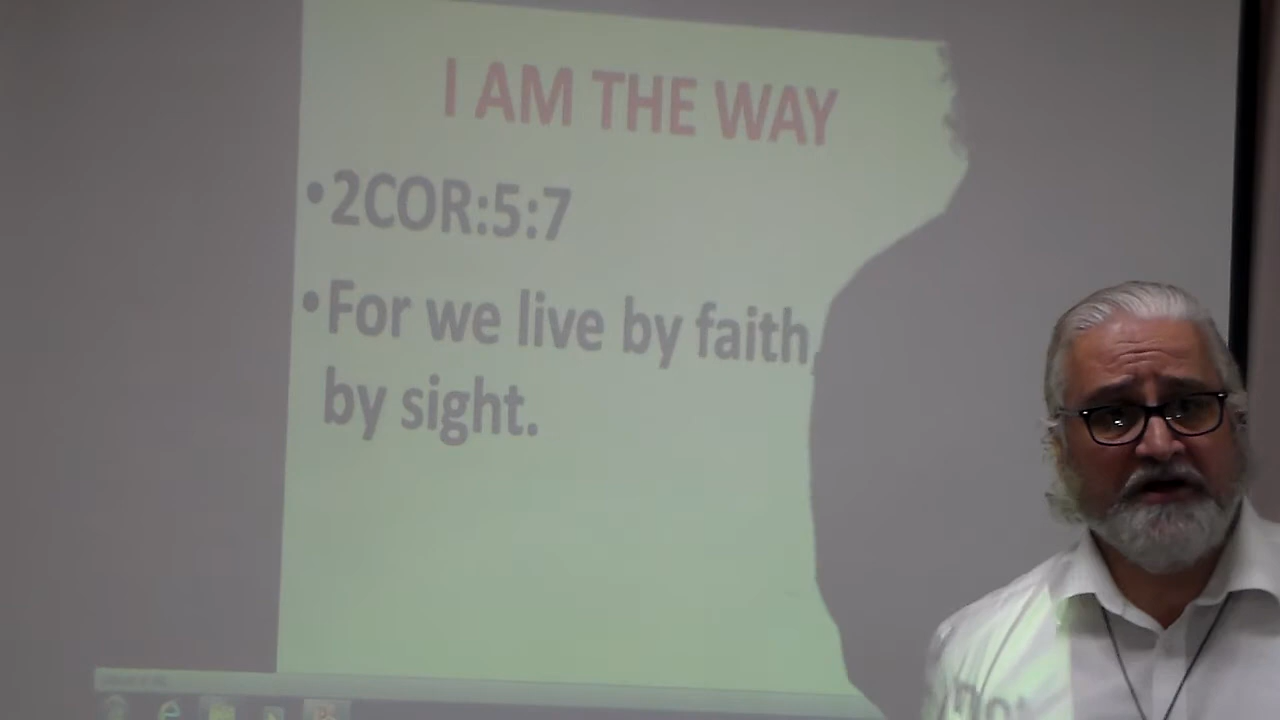 I AM THE WAY
•2COR:5:7
•For we live by faith,
by sight.